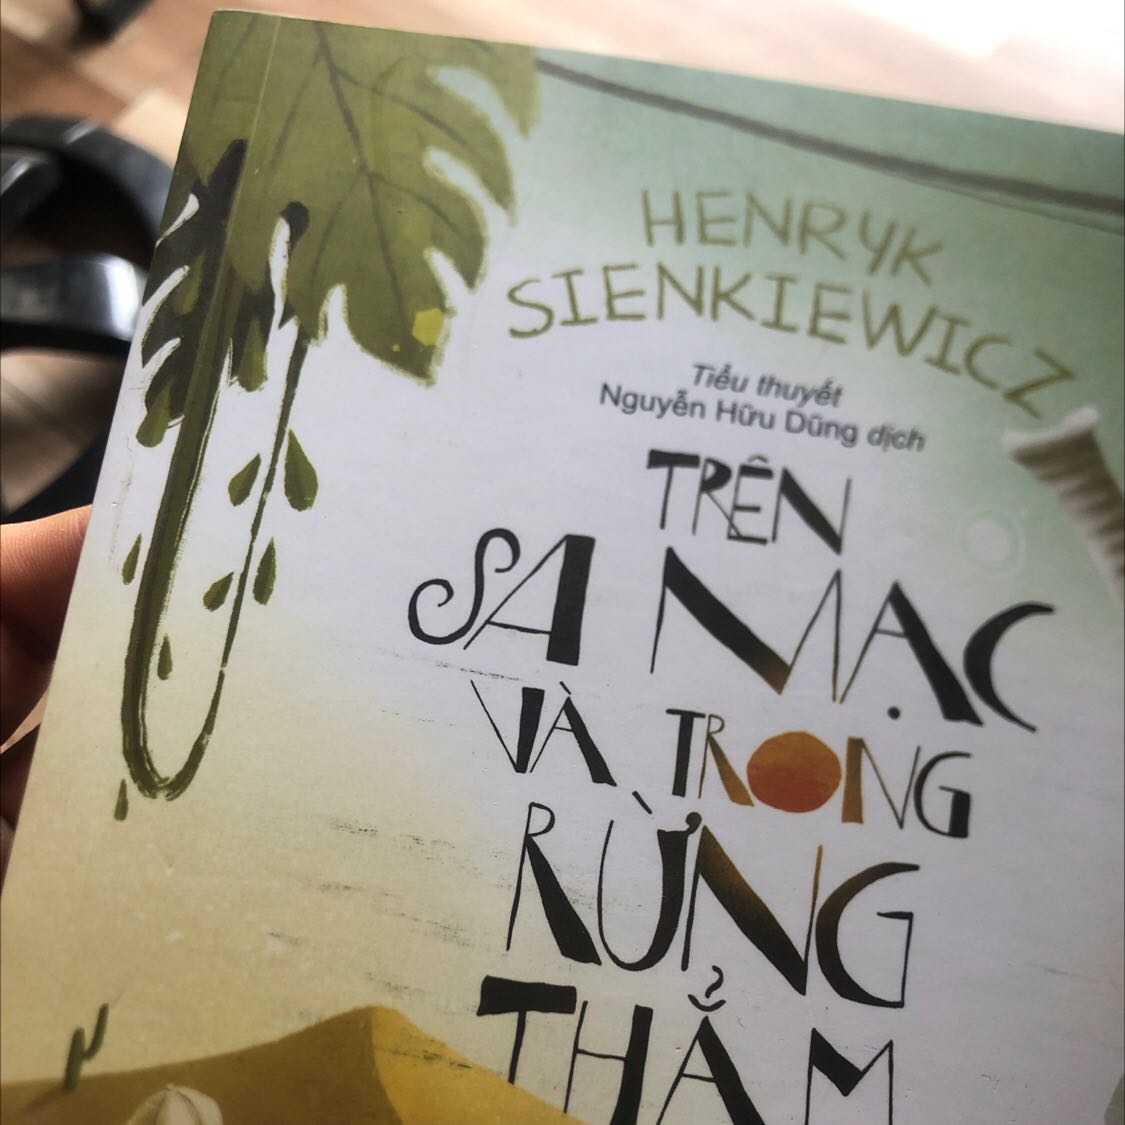 HENRYK
SIENKIEWICZ
Tiểu thuyết
Nguyễn Hữu Dũng dịch
TRÊN
SA MẠC
VÀ TRONG
RỪNG
THẲM